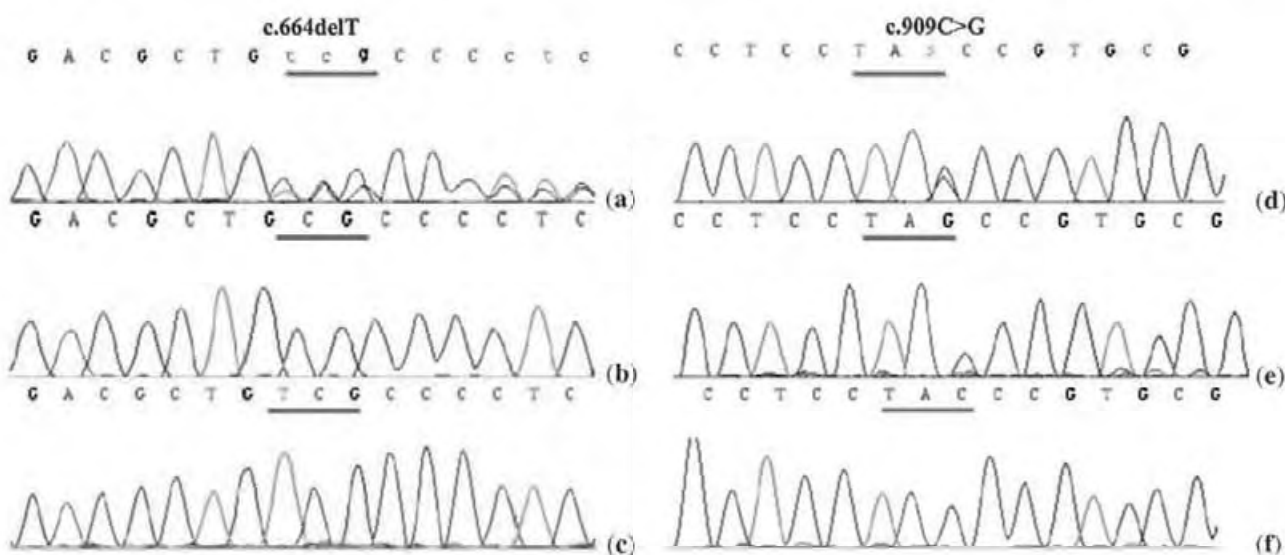 c.664delT
G A C G C T G t c g C C C c t c
(a)
G A C G C T G C G C C C C T C
(b)
G A C G C T G T C G C C C C T C
(c)
c.909C>G
C C T C C T A s C C G T G C G
(d)
C C T C C T A G C C G T G C G
(e)
C C T C C T A C C C G T G C G
(f)